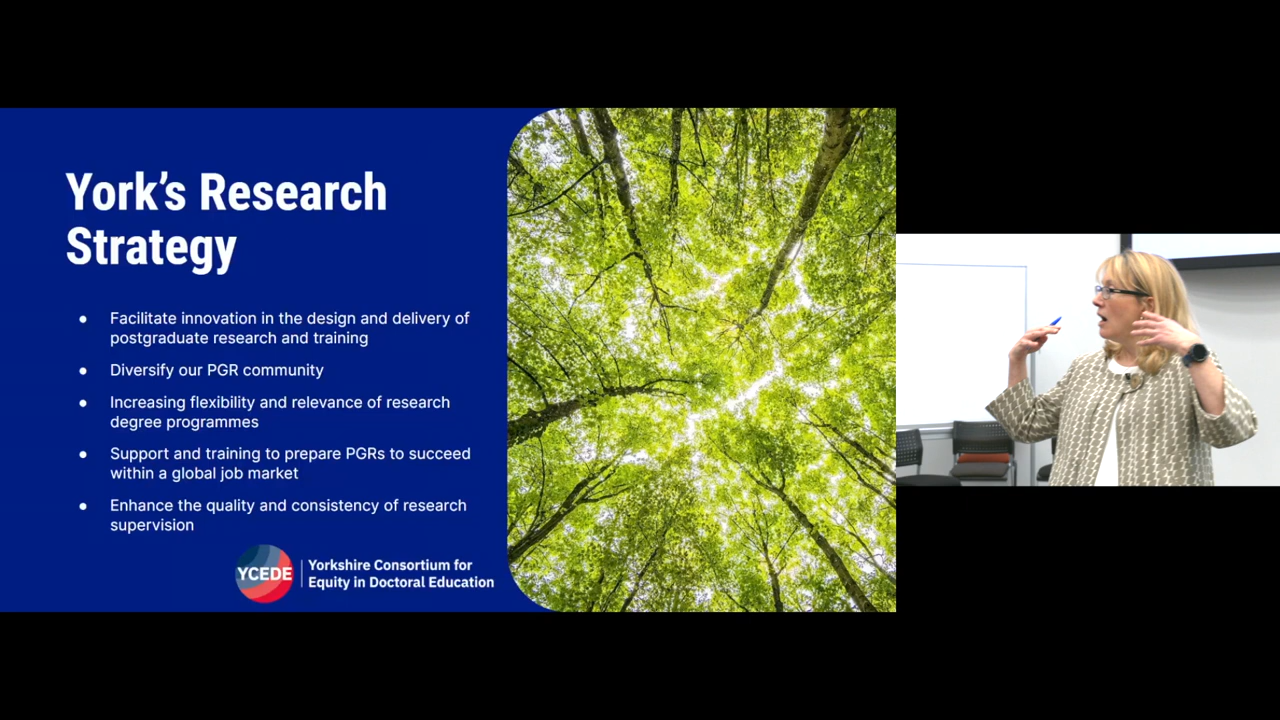 York’s Research
Strategy
● Facilitate innovation in the design and delivery of
postgraduate research and training
● Diversify our PGR community
● Increasing flexibility and relevance of research
degree programmes
● Support and training to prepare PGRs to succeed
within a global job market
● Enhance the quality and consistency of research
supervision
YCEDE
Yorkshire Consortium for
Equity in Doctoral Education